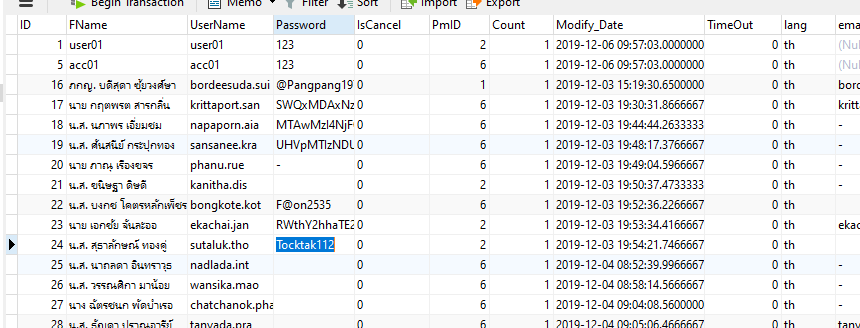 Begin Transaction Memo Filter Sort Import Export
ID FName UserName Password IsCancel PmID Count Modify_Date TimeOut lang ema
1 user01 user01 123 0 2 1 2019-12-06 09:57:03.0000000 0 th (Nul
5 acc01 acc01 123 0 6 1 2019-12-06 09:57:03.0000000 0 th (Nul
16 ภกญ. บดีสุดา ซุ้ยวงศ์ษา bordeesuda.sui @Pangpang19 0 1 1 2019-12-03 15:19:30.6500000 0 th bord
17 นาย กฤตพรต สารกลิ่น krittaport.san SWQxMDAxNz 0 6 1 2019-12-03 19:30:31.8666667 0 th kritt
18 น.ส. นภาพร เอี่ยมชม napaporn.aia MTAwMzI4NjF 0 6 1 2019-12-03 19:44:44.2633333 0 th -
19 น.ส. ศันสนีย์ กระปุกทอง sansanee.kra UHVpMTIzNDU 0 6 1 2019-12-03 19:48:17.3766667 0 th -
20 นาย ภาณุ เรืองขจร phanu.rue - 0 6 1 2019-12-03 19:49:04.5966667 0 th -
21 น.ส. ขนิษฐา ดิษดี kanitha.dis 0 2 1 2019-12-03 19:50:37.4733333 0 th -
22 น.ส. บงกช โคตรหลักเพ็ชร bongkote.kot F@on2535 0 6 1 2019-12-03 19:52:36.2266667 0 th
23 นาย เอกชัย จั่นละออ ekachai.jan RWthY2hhaTE2 0 2 1 2019-12-03 19:53:34.4166667 0 th ekac
24 น.ส. สุธาลักษณ์ ทองคู่ sutaluk.tho Tocktak112 0 2 1 2019-12-03 19:54:21.7466667 0 th
25 น.ส. นาถลดา อินทราวุธ nadlada.int 0 6 1 2019-12-04 08:52:39.9966667 0 th -
26 น.ส. วรรณศิกา มาน้อย wansika.mao 0 6 1 2019-12-04 08:58:14.5666667 0 th -
27 นาง ฉัตรชนก พัดบำเรอ chatchanok.pha 0 6 1 2019-12-04 09:04:08.5600000 0 th -
28 น.ส. ธัญดา ปราณอารีย์ tanyada.pra 0 6 1 2019-12-04 09:05:06.4666667 0 th tany